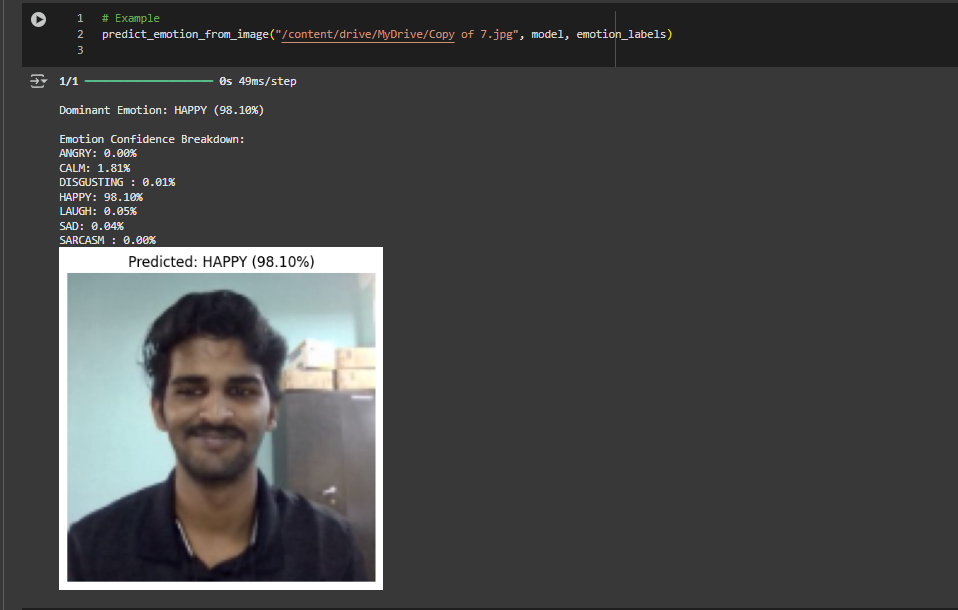 1 # Example
2 predict_emotion_from_image("/content/drive/MyDrive/Copy of 7.jpg", model, emotion_labels)
3
1/1 0s 49ms/step
Dominant Emotion: HAPPY (98.10%)
Emotion Confidence Breakdown:
ANGRY: 0.00%
CALM: 1.81%
DISGUSTING : 0.01%
HAPPY: 98.10%
LAUGH: 0.05%
SAD: 0.04%
SARCASM : 0.00%
Predicted: HAPPY (98.10%)